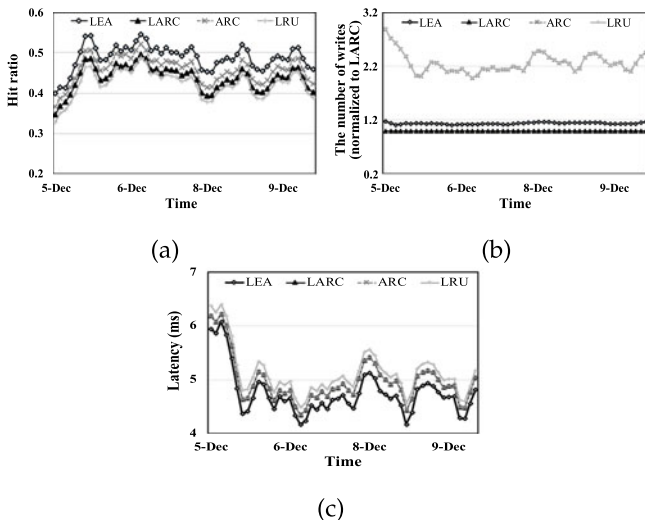 LEA LARC ARC LRU
0.6
0.5
0.4
0.3
0.2
Hit ratio
5-Dec 6-Dec 8-Dec 9-Dec
Time
(a)
LEA LARC ARC LRU
3.2
2.2
1.2
0.2
The number of writes
(normalized to LARC)
5-Dec 6-Dec 8-Dec 9-Dec
Time
(b)
LEA LARC ARC LRU
7
6
5
4
Latency (ms)
5-Dec 6-Dec 8-Dec 9-Dec
Time
(c)